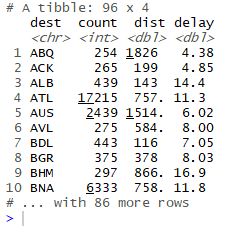 # A tibble: 96 x 4
dest count dist delay
<chr> <int> <dbl> <dbl>
1 ABQ 254 1826 4.38
2 ACK 265 199 4.85
3 ALB 439 143 14.4
4 ATL 17215 757. 11.3
5 AUS 2439 1514. 6.02
6 AVL 275 584. 8.00
7 BDL 443 116 7.05
8 BGR 375 378 8.03
9 BHM 297 866. 16.9
10 BNA 6333 758. 11.8
# ... with 86 more rows
>